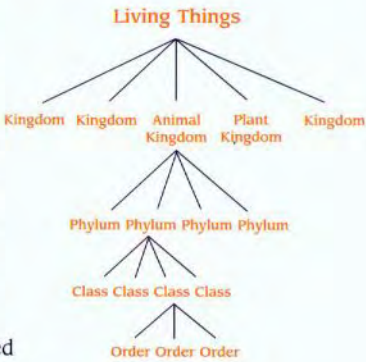 Living Things
Kingdom Kingdom Animal Kingdom Plant Kingdom Kingdom
Phylum Phylum Phylum Phylum
Class Class Class Class
ed
Order Order Order